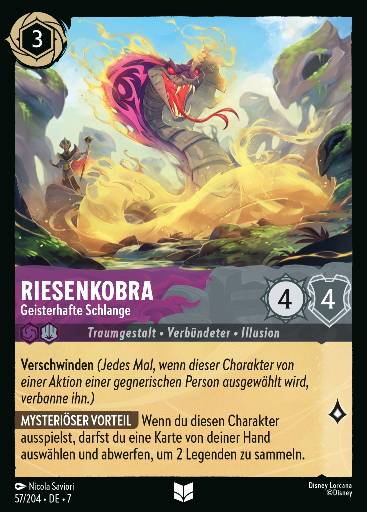 3
RIESENKOBRA
Geisterhafte Schlange
4
4
Traumgestalt • Verbündeter • Illusion
Verschwinden (Jedes Mal, wenn dieser Charakter von
einer Aktion einer gegnerischen Person ausgewählt wird,
verbanne ihn.)
MYSTERIÖSER VORTEIL Wenn du diesen Charakter
ausspielst, darfst du eine Karte von deiner Hand
auswählen und abwerfen, um 2 Legenden zu sammeln.
Nicola Saviori
57/204 • DE • 7
Disney Lorcana
©Disney